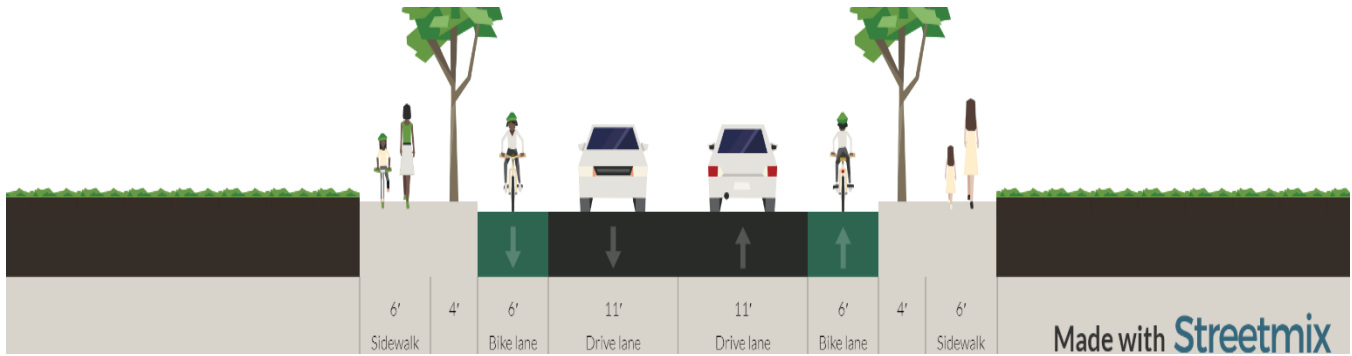 6' 4' 6' 11' 11' 6' 4' 6'
Sidewalk Bike lane Drive lane Drive lane Bike lane Sidewalk
Made with Streetmix